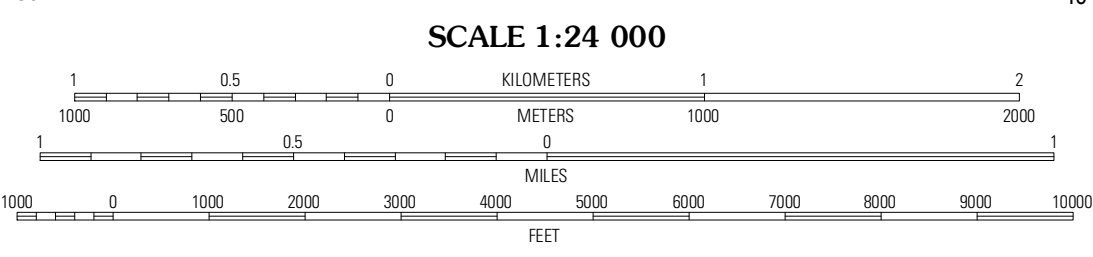 SCALE 1:24 000
1 0.5 0 KILOMETERS 1 2
1000 500 0 METERS 1000 2000
1 0.5 0 1
MILES
1000 0 1000 2000 3000 4000 5000 6000 7000 8000 9000 10000
FEET